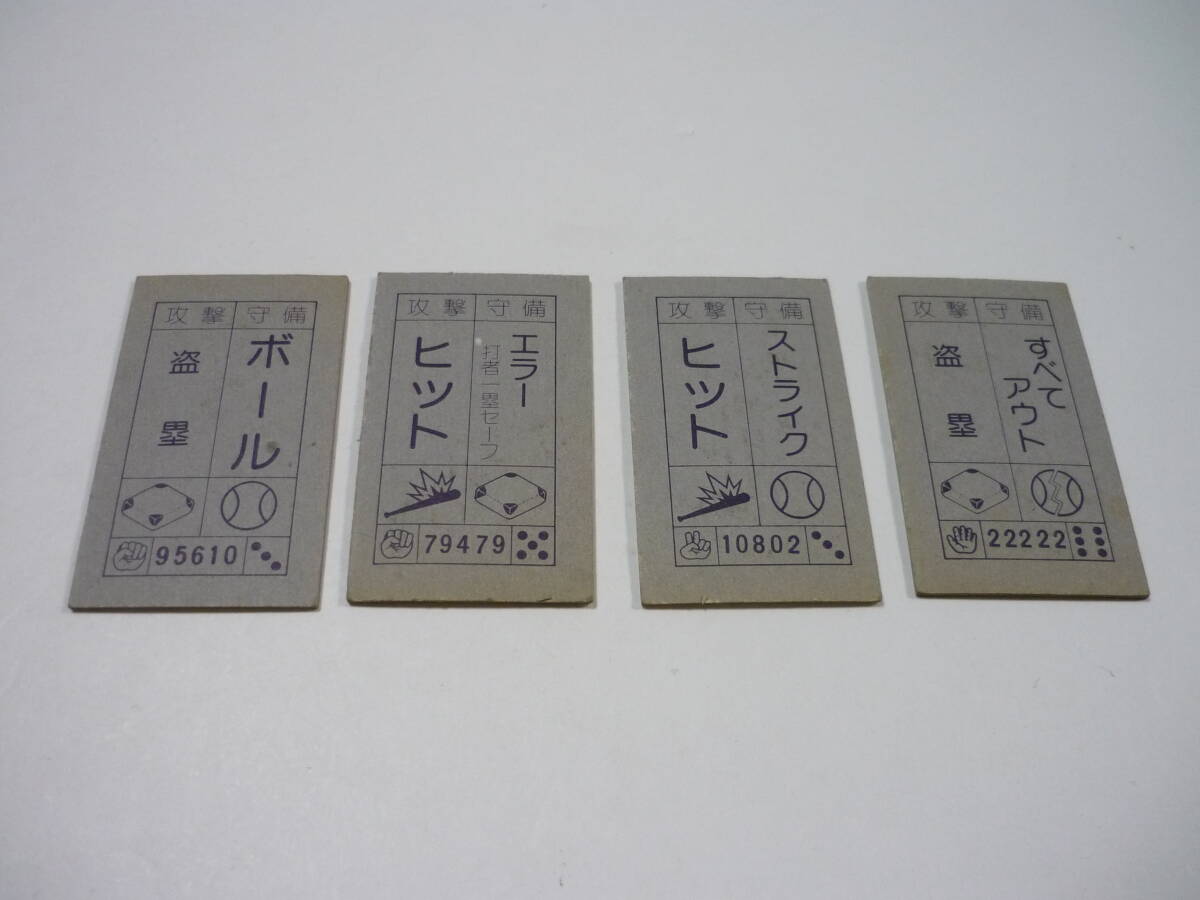 攻撃 守備
盗塁
ボール
95610
攻撃 守備
ヒット
エラー
打者一塁セーフ
79479
攻撃 守備
ヒット
ストライク
10802
攻撃 守備
盗塁
すべて
アウト
22222